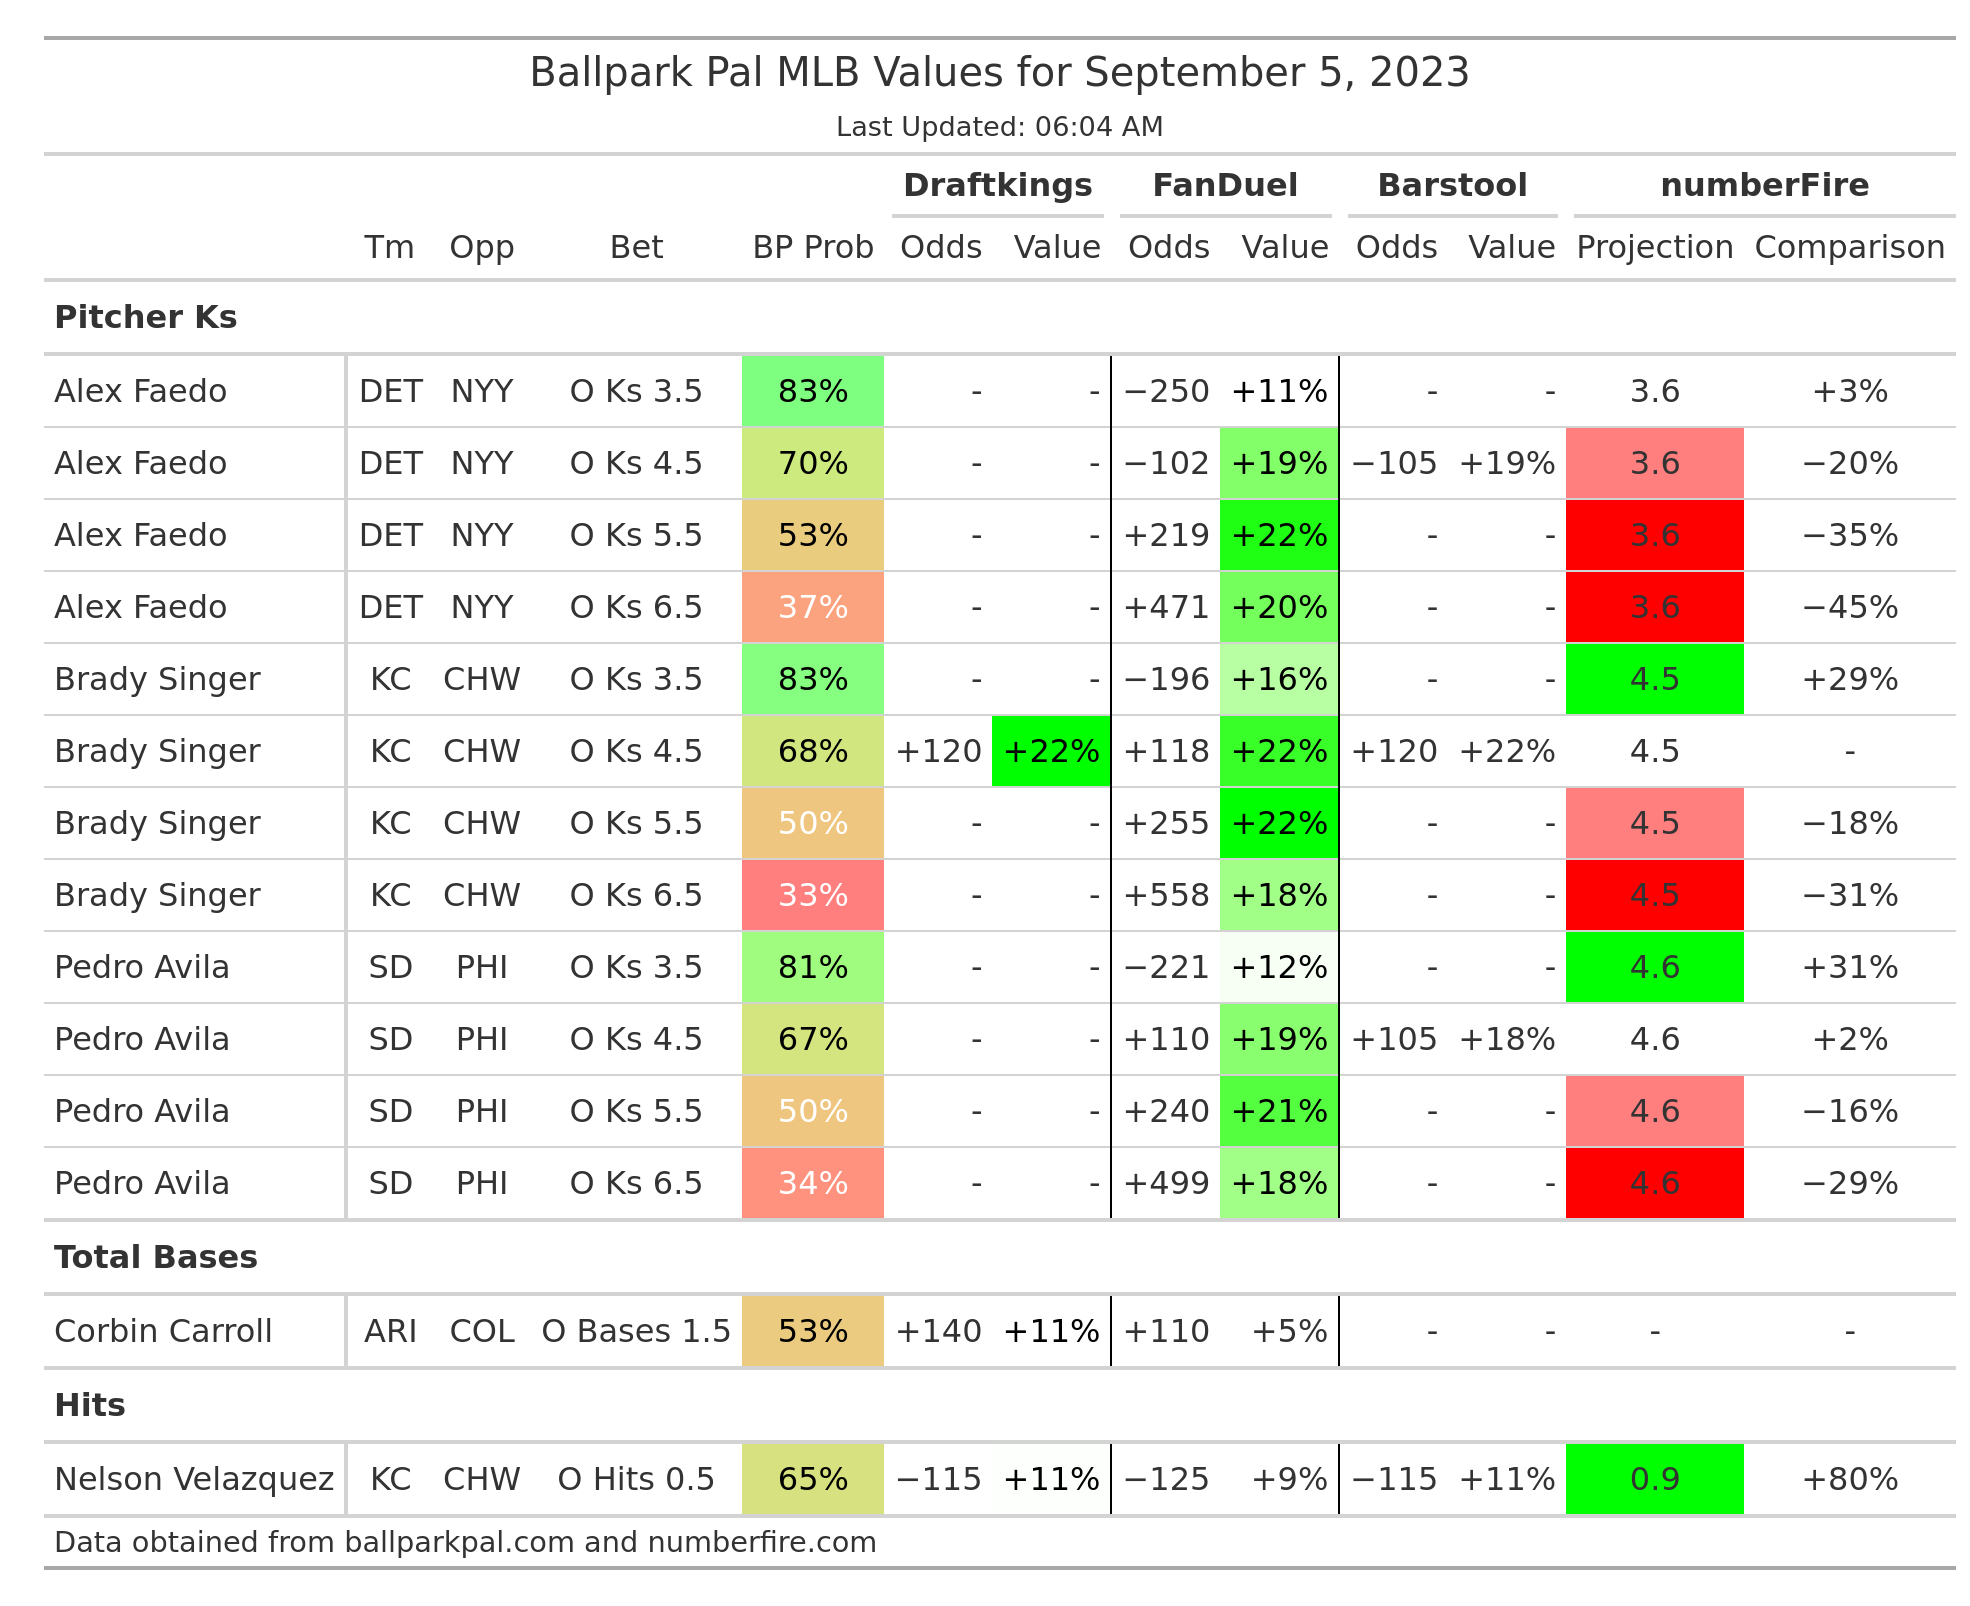 Ballpark Pal MLB Values for September 5, 2023
Last Updated: 06:04 AM
Draftkings FanDuel Barstool numberFire
Tm Opp Bet BP Prob Odds Value Odds Value Odds Value Projection Comparison
Pitcher Ks
Alex Faedo DET NYY O Ks 3.5 83% - - −250 +11% - - 3.6 +3%
Alex Faedo DET NYY O Ks 4.5 70% - - −102 +19% −105 +19% 3.6 −20%
Alex Faedo DET NYY O Ks 5.5 53% - - +219 +22% - - 3.6 −35%
Alex Faedo DET NYY O Ks 6.5 37% - - +471 +20% - - 3.6 −45%
Brady Singer KC CHW O Ks 3.5 83% - - −196 +16% - - 4.5 +29%
Brady Singer KC CHW O Ks 4.5 68% +120 +22% +118 +22% +120 +22% 4.5 -
Brady Singer KC CHW O Ks 5.5 50% - - +255 +22% - - 4.5 −18%
Brady Singer KC CHW O Ks 6.5 33% - - +558 +18% - - 4.5 −31%
Pedro Avila SD PHI O Ks 3.5 81% - - −221 +12% - - 4.6 +31%
Pedro Avila SD PHI O Ks 4.5 67% - - +110 +19% +105 +18% 4.6 +2%
Pedro Avila SD PHI O Ks 5.5 50% - - +240 +21% - - 4.6 −16%
Pedro Avila SD PHI O Ks 6.5 34% - - +499 +18% - - 4.6 −29%
Total Bases
Corbin Carroll ARI COL O Bases 1.5 53% +140 +11% +110 +5% - - - -
Hits
Nelson Velazquez KC CHW O Hits 0.5 65% −115 +11% −125 +9% −115 +11% 0.9 +80%
Data obtained from ballparkpal.com and numberfire.com